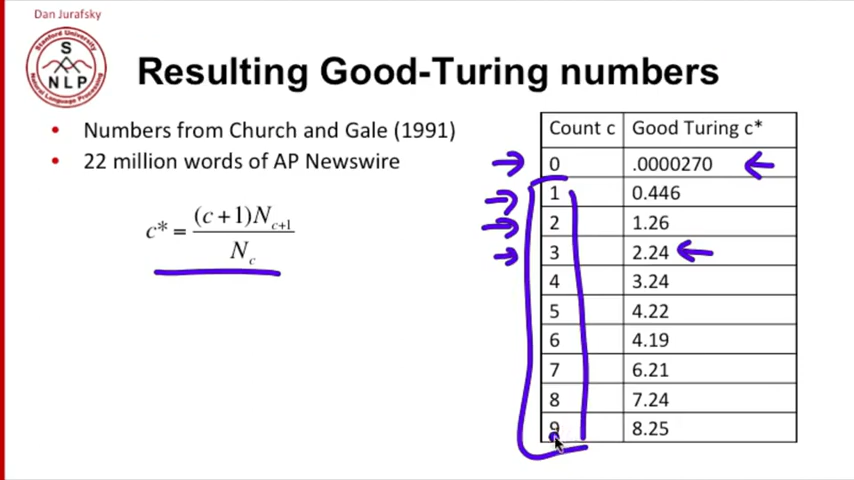 Dan Jurafsky
Stanford University
S
NLP
Natural Language Processing
Resulting Good-Turing numbers
• Numbers from Church and Gale (1991)
• 22 million words of AP Newswire
c* = (c+1)N_{c+1} / N_c
Count c Good Turing c*
0 .0000270
1 0.446
2 1.26
3 2.24
4 3.24
5 4.22
6 4.19
7 6.21
8 7.24
9 8.25